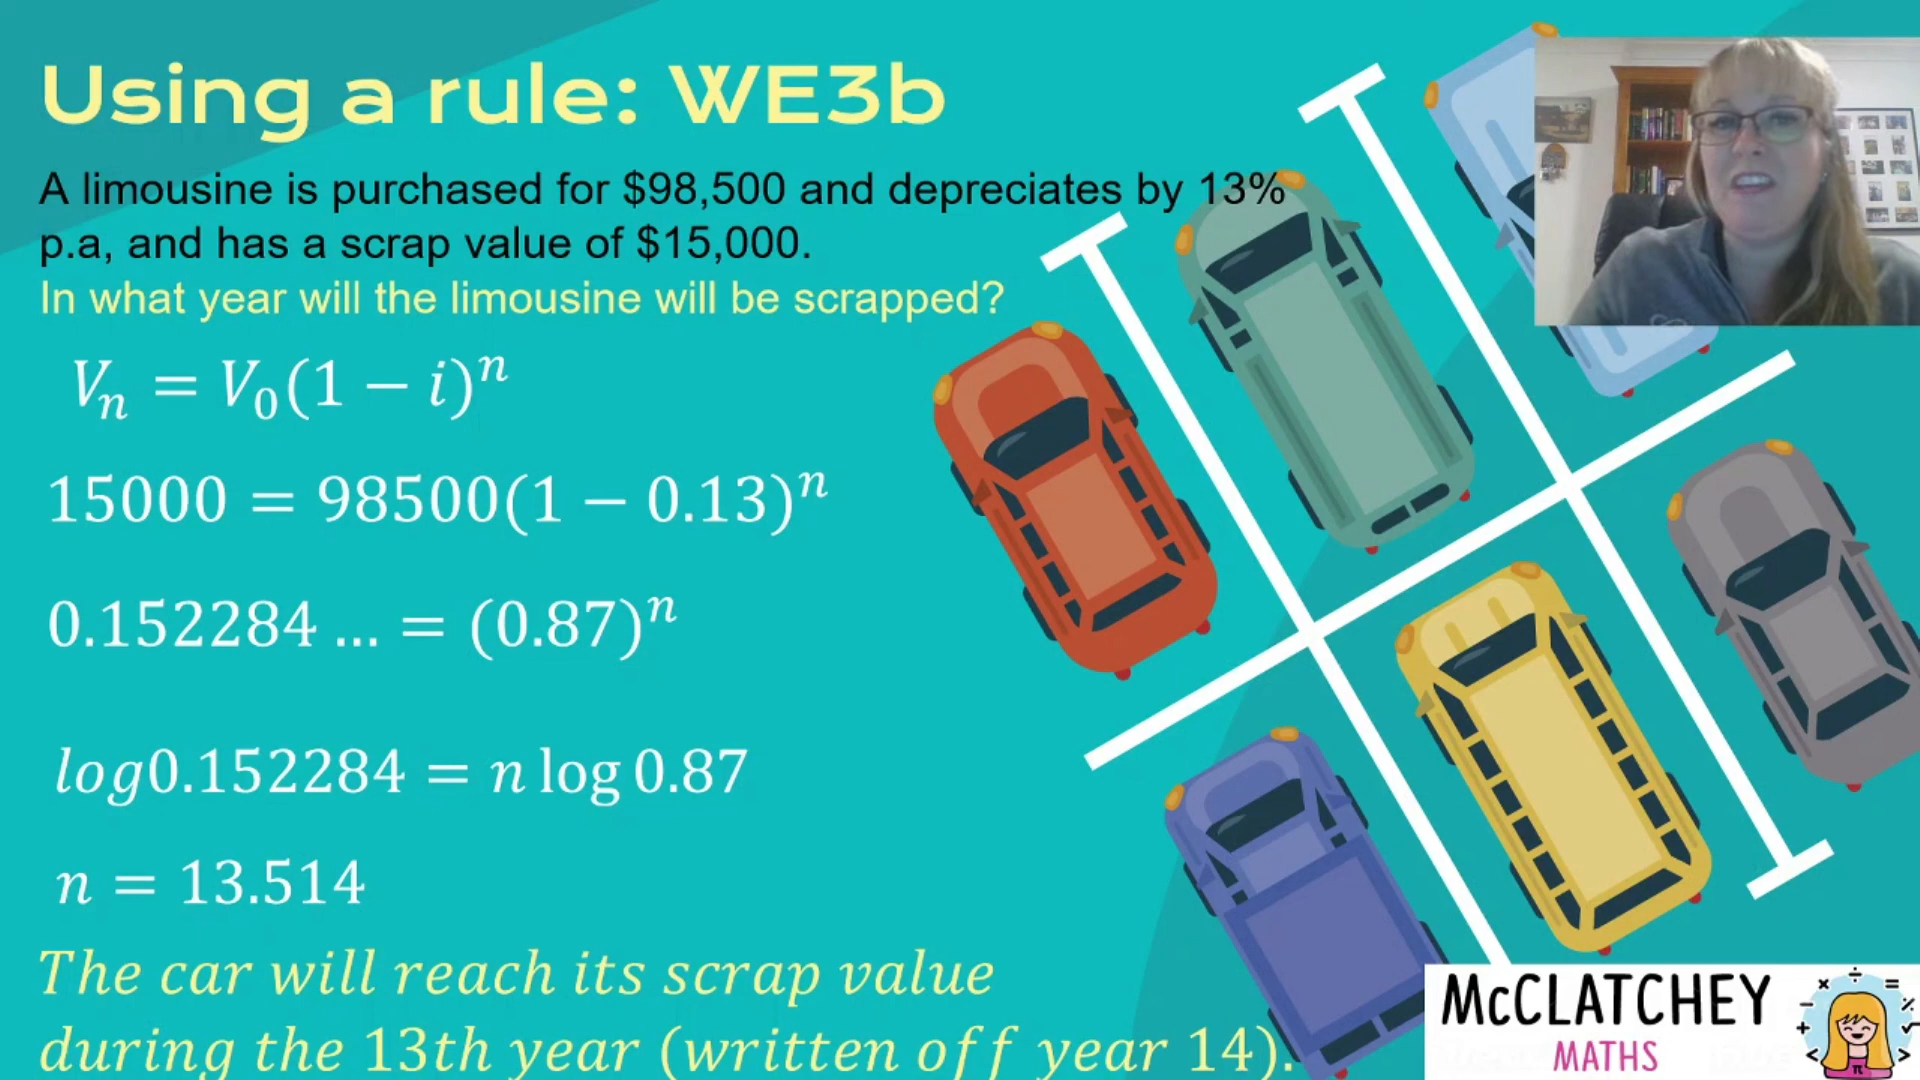 Using a rule: WE3b
A limousine is purchased for $98,500 and depreciates by 13%
p.a, and has a scrap value of $15,000.
In what year will the limousine will be scrapped?
Vₙ = V₀(1 − i)ⁿ
15000 = 98500(1 − 0.13)ⁿ
0.152284 ... = (0.87)ⁿ
log0.152284 = n log 0.87
n = 13.514
The car will reach its scrap value
during the 13th year (written off year 14).
McCLATCHEY
MATHS